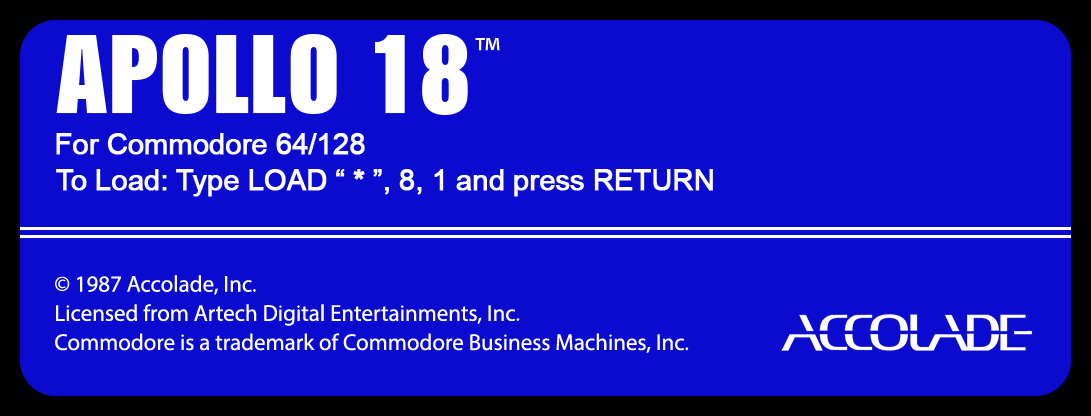 APOLLO 18™
For Commodore 64/128
To Load: Type LOAD “ * ”, 8, 1 and press RETURN
© 1987 Accolade, Inc.
Licensed from Artech Digital Entertainments, Inc.
Commodore is a trademark of Commodore Business Machines, Inc.
ACCOLADE